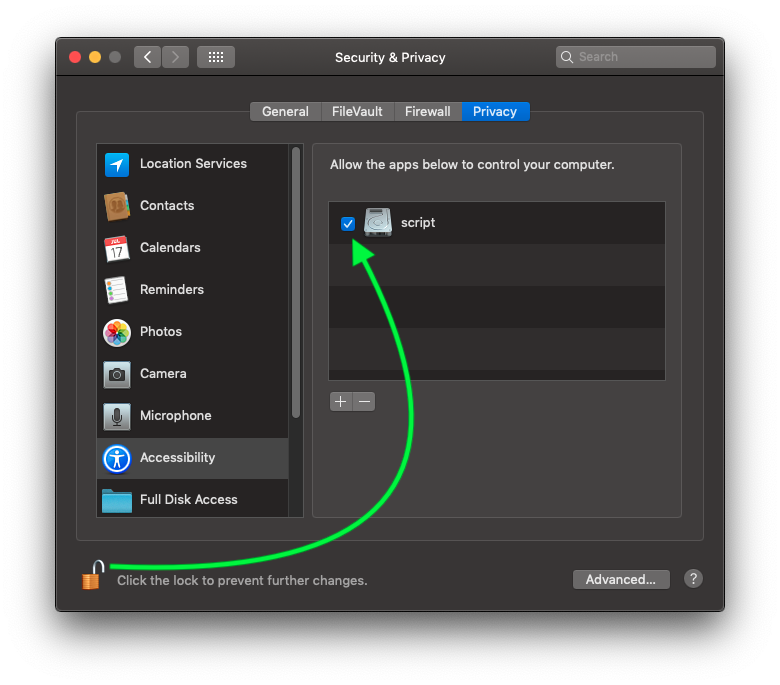 Security & Privacy
Search
General
FileVault
Firewall
Privacy
Location Services
Contacts
JUL
17
Calendars
Reminders
Photos
Camera
Microphone
Accessibility
Full Disk Access
Allow the apps below to control your computer.
script
+
−
Click the lock to prevent further changes.
Advanced...
?